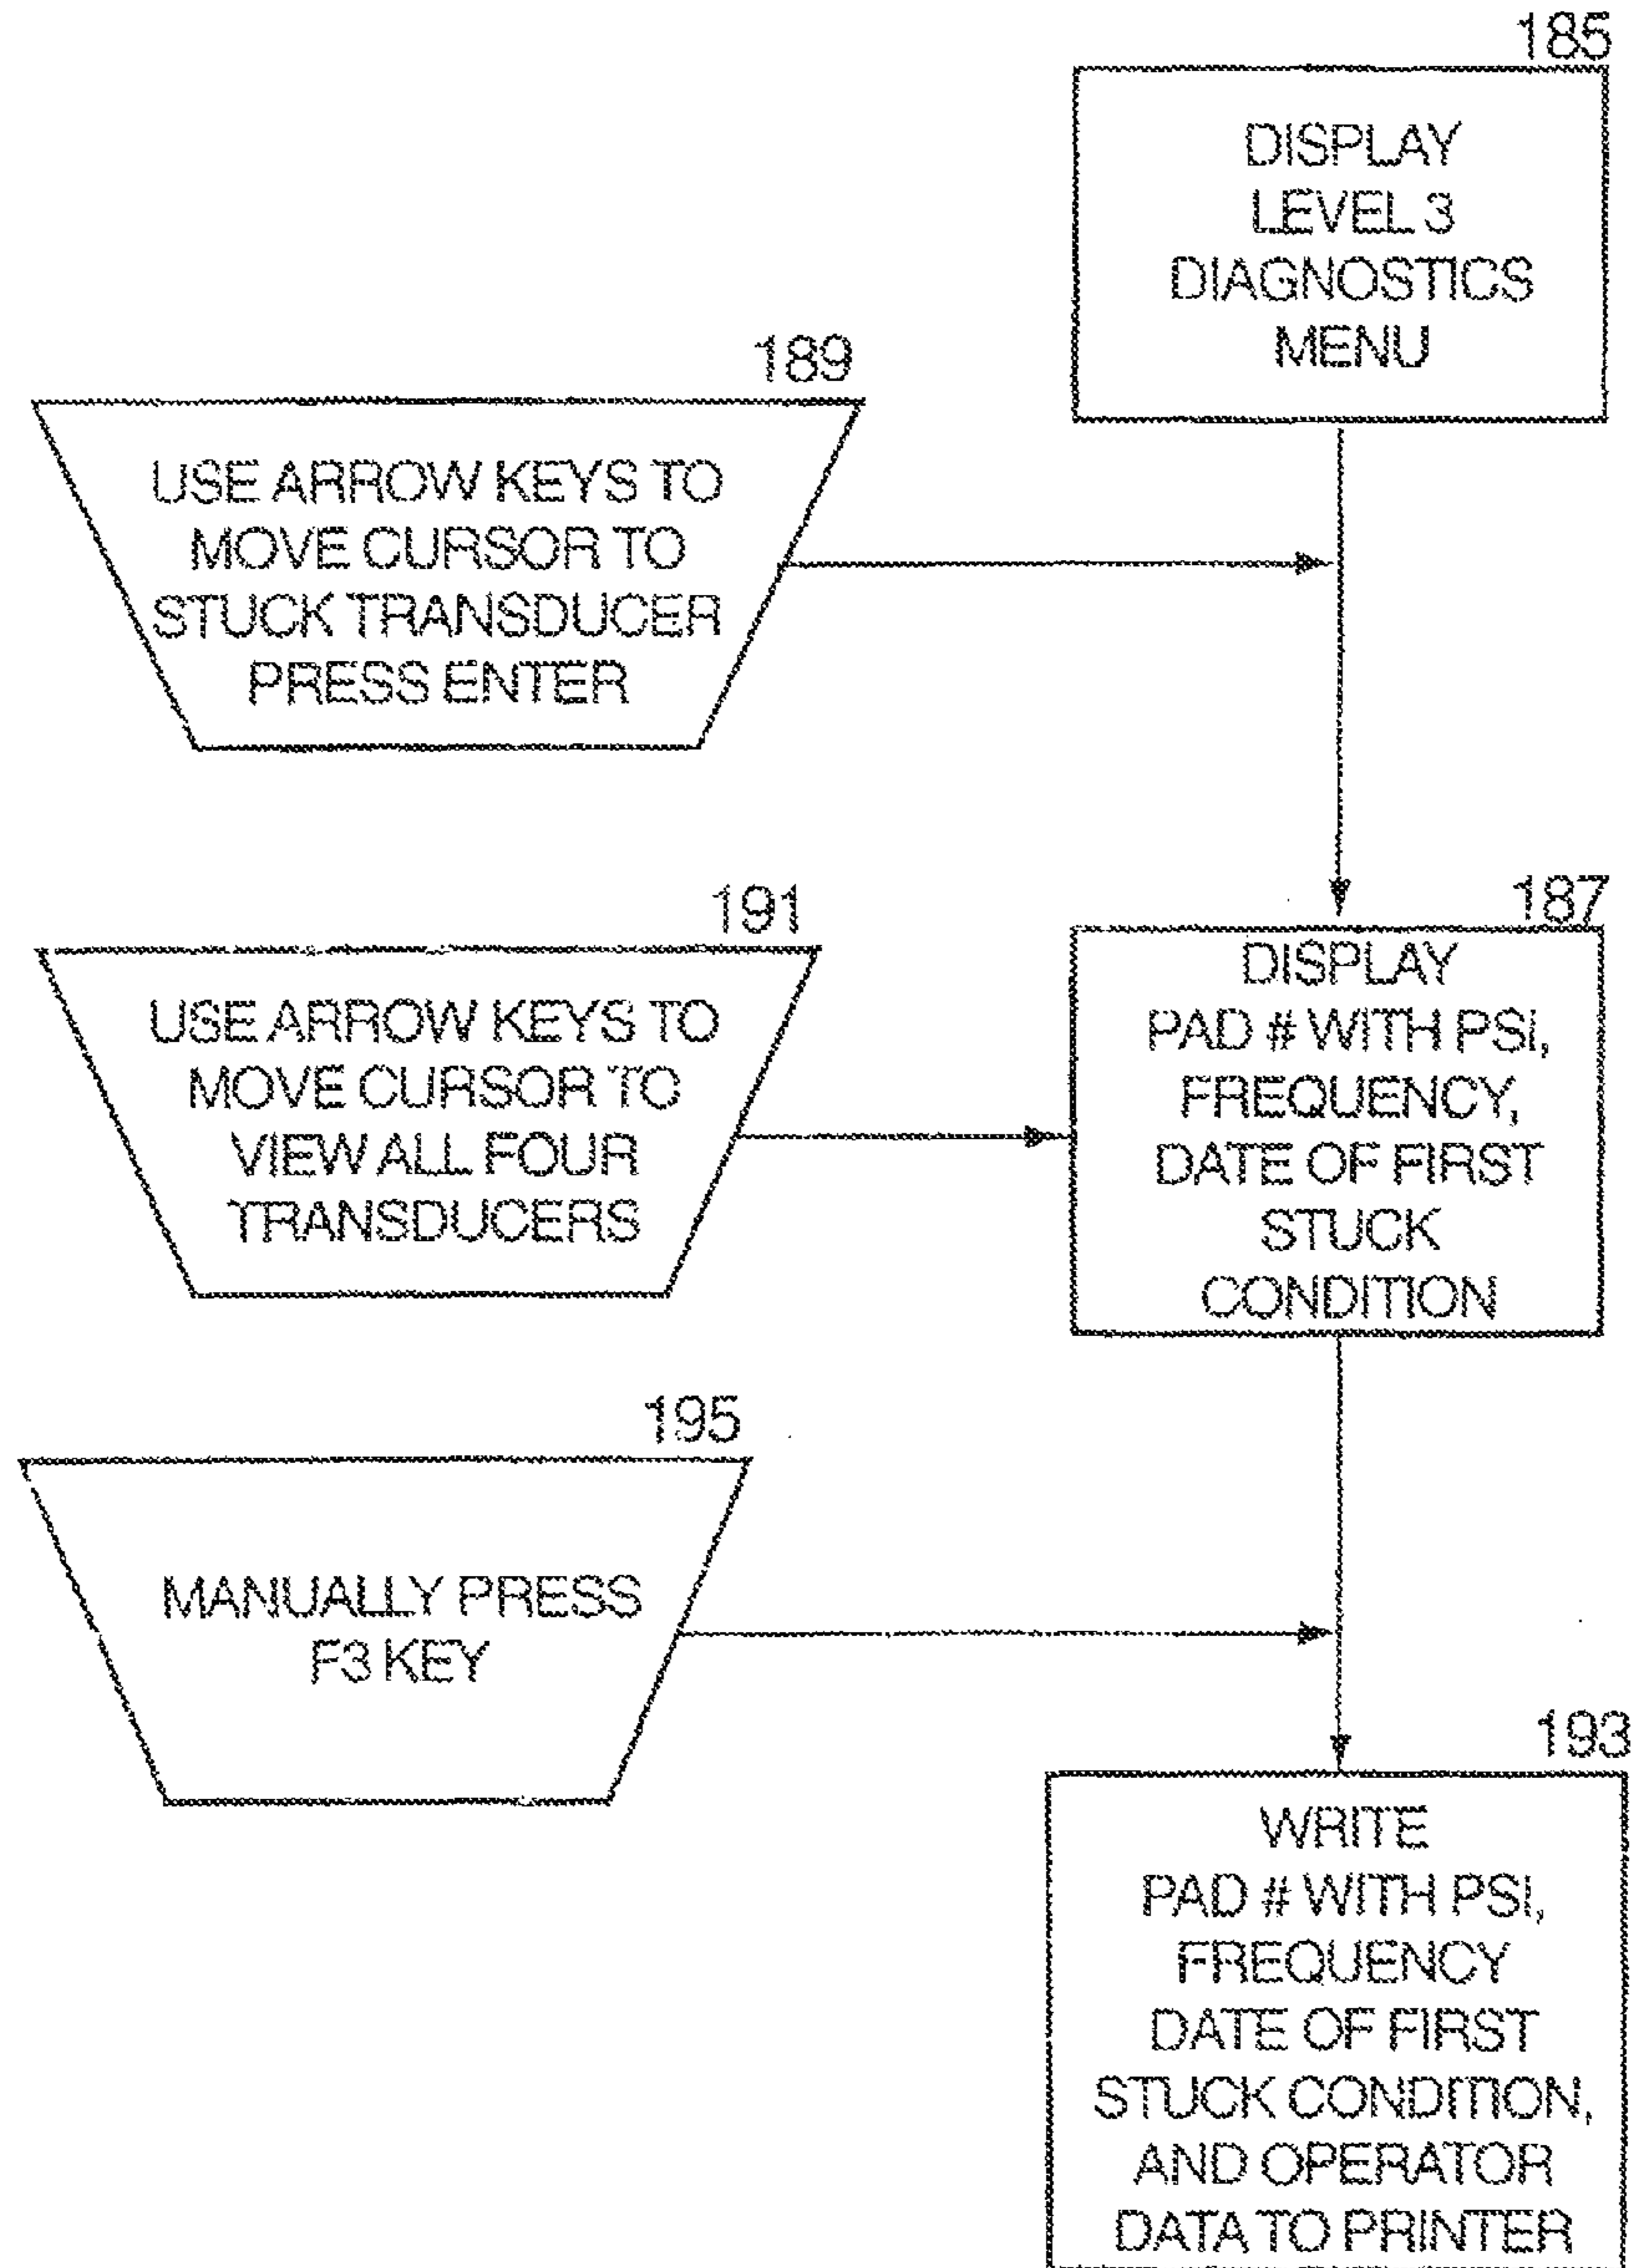 185
DISPLAY
LEVEL 3
DIAGNOSTICS
MENU
189
USE ARROW KEYS TO
MOVE CURSOR TO
STUCK TRANSDUCER
PRESS ENTER
191
USE ARROW KEYS TO
MOVE CURSOR TO
VIEW ALL FOUR
TRANSDUCERS
187
DISPLAY
PAD # WITH PSI,
FREQUENCY,
DATE OF FIRST
STUCK
CONDITION
195
MANUALLY PRESS
F3 KEY
193
WRITE
PAD # WITH PSI,
FREQUENCY
DATE OF FIRST
STUCK CONDITION,
AND OPERATOR
DATA TO PRINTER